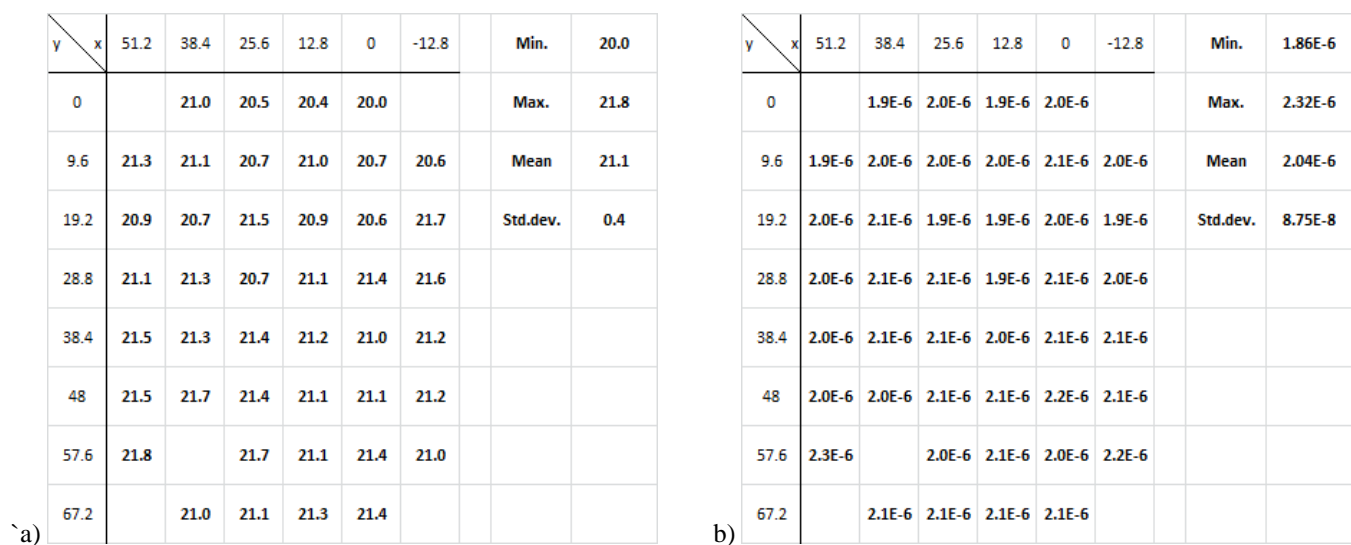 y x 51.2 38.4 25.6 12.8 0 -12.8 Min. 20.0
0 21.0 20.5 20.4 20.0 Max. 21.8
9.6 21.3 21.1 20.7 21.0 20.7 20.6 Mean 21.1
19.2 20.9 20.7 21.5 20.9 20.6 21.7 Std.dev. 0.4
28.8 21.1 21.3 20.7 21.1 21.4 21.6
38.4 21.5 21.3 21.4 21.2 21.0 21.2
48 21.5 21.7 21.4 21.1 21.1 21.2
57.6 21.8 21.7 21.1 21.4 21.0
67.2 21.0 21.1 21.3 21.4
`a)
y x 51.2 38.4 25.6 12.8 0 -12.8 Min. 1.86E-6
0 1.9E-6 2.0E-6 1.9E-6 2.0E-6 Max. 2.32E-6
9.6 1.9E-6 2.0E-6 2.0E-6 2.0E-6 2.1E-6 2.0E-6 Mean 2.04E-6
19.2 2.0E-6 2.1E-6 1.9E-6 1.9E-6 2.0E-6 1.9E-6 Std.dev. 8.75E-8
28.8 2.0E-6 2.1E-6 2.1E-6 1.9E-6 2.1E-6 2.0E-6
38.4 2.0E-6 2.1E-6 2.1E-6 2.0E-6 2.1E-6 2.1E-6
48 2.0E-6 2.0E-6 2.1E-6 2.1E-6 2.2E-6 2.1E-6
57.6 2.3E-6 2.0E-6 2.1E-6 2.0E-6 2.2E-6
67.2 2.1E-6 2.1E-6 2.1E-6 2.1E-6
b)